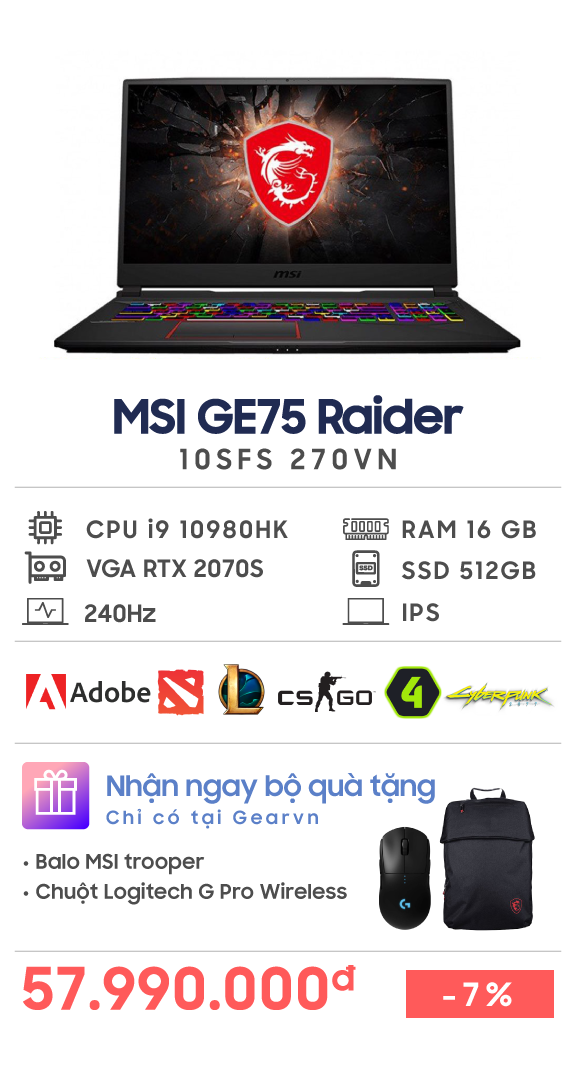 msi
MSI GE75 Raider
10SFS 270VN
CPU i9 10980HK
RAM 16 GB
VGA RTX 2070S
SSD
SSD 512GB
240Hz
IPS
Adobe
L
CS GO
4
CYBERPUNK
Nhận ngay bộ quà tặng
Chỉ có tại Gearvn
• Balo MSI trooper
• Chuột Logitech G Pro Wireless
G
57.990.000đ
-7%